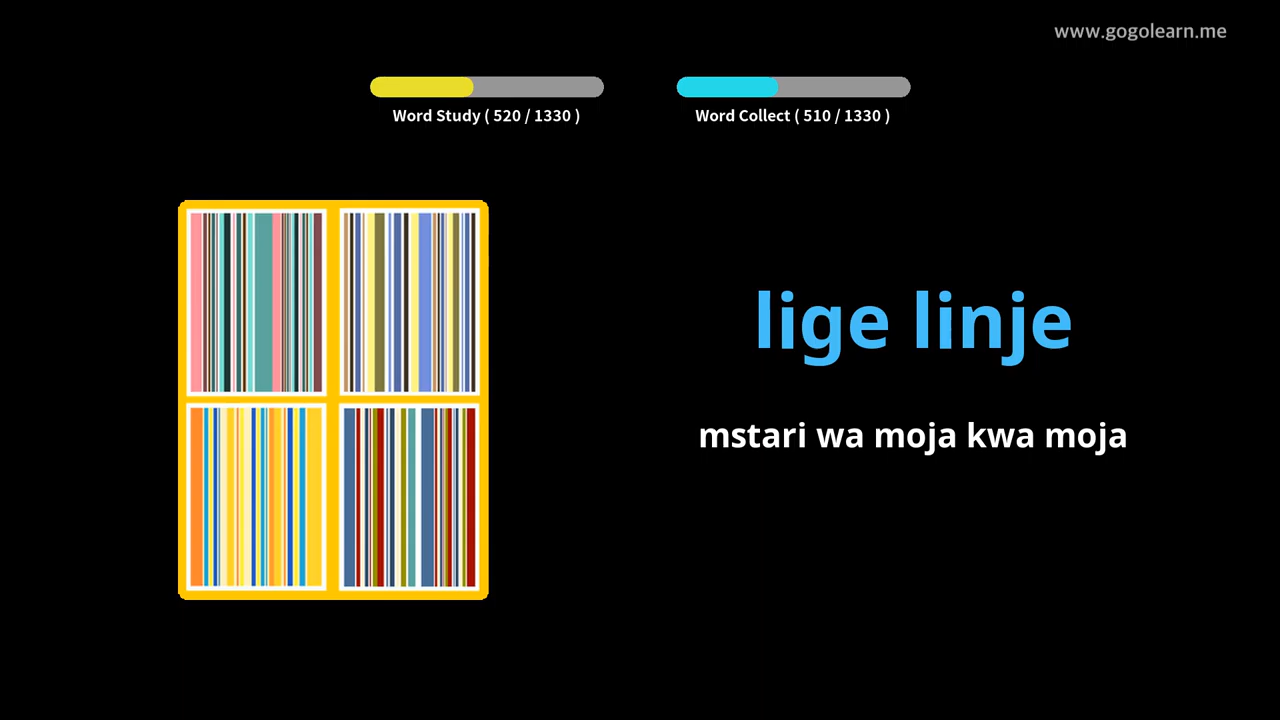 www.gogolearn.me
Word Study ( 520 / 1330 )
Word Collect ( 510 / 1330 )
lige linje
mstari wa moja kwa moja